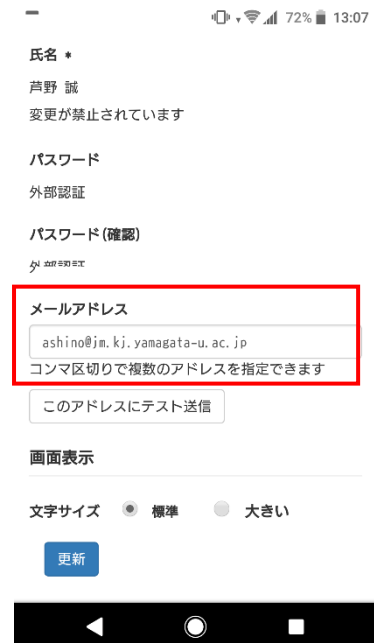 72% 13:07
氏名 *
芦野 誠
変更が禁止されています
パスワード
外部認証
パスワード(確認)
外部認証
メールアドレス
ashino@jm.kj.yamagata-u.ac.jp
コンマ区切りで複数のアドレスを指定できます
このアドレスにテスト送信
画面表示
文字サイズ 標準 大きい
更新